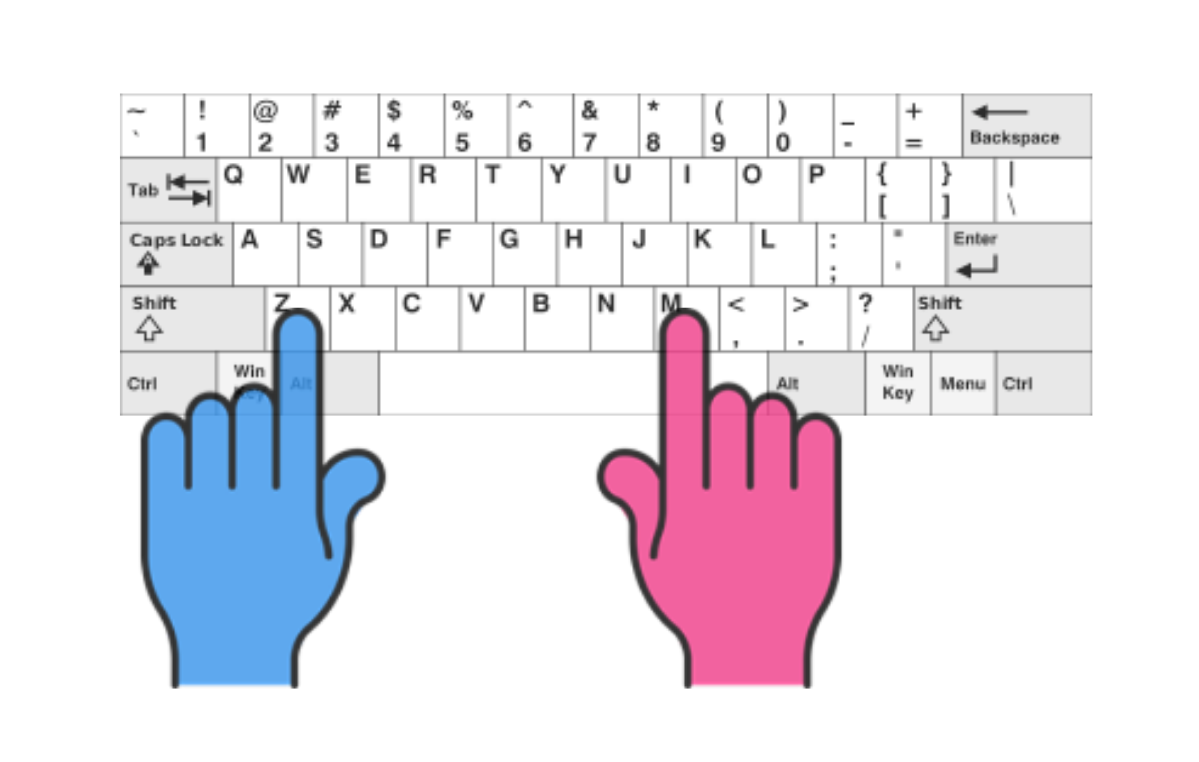 ~ ! @ # $ % ^ & * ( ) _ +
` 1 2 3 4 5 6 7 8 9 0 - = Backspace
Tab Q W E R T Y U I O P { } |
[ ] \
Caps Lock A S D F G H J K L : " Enter
; '
Shift Z X C V B N M < > ? Shift
, . /
Ctrl Win Key Alt Alt Win Key Menu Ctrl